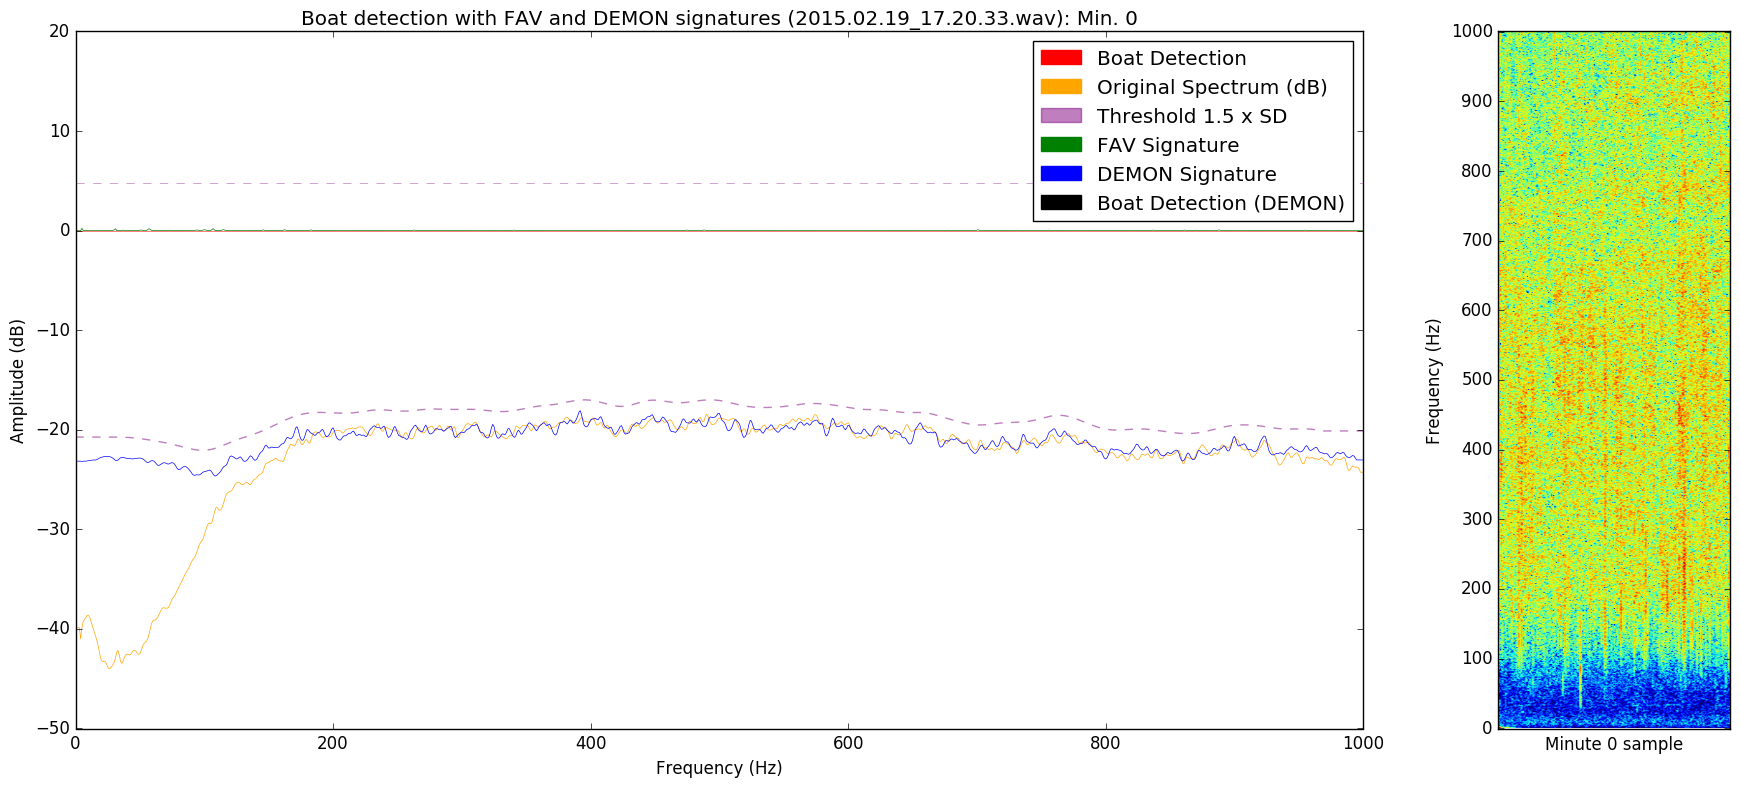 Boat detection with FAV and DEMON signatures (2015.02.19_17.20.33.wav): Min. 0
20
10
0
−10
−20
−30
−40
−50
Amplitude (dB)
0 200 400 600 800 1000
Frequency (Hz)
Boat Detection
Original Spectrum (dB)
Threshold 1.5 x SD
FAV Signature
DEMON Signature
Boat Detection (DEMON)
1000
900
800
700
600
500
400
300
200
100
0
Frequency (Hz)
Minute 0 sample